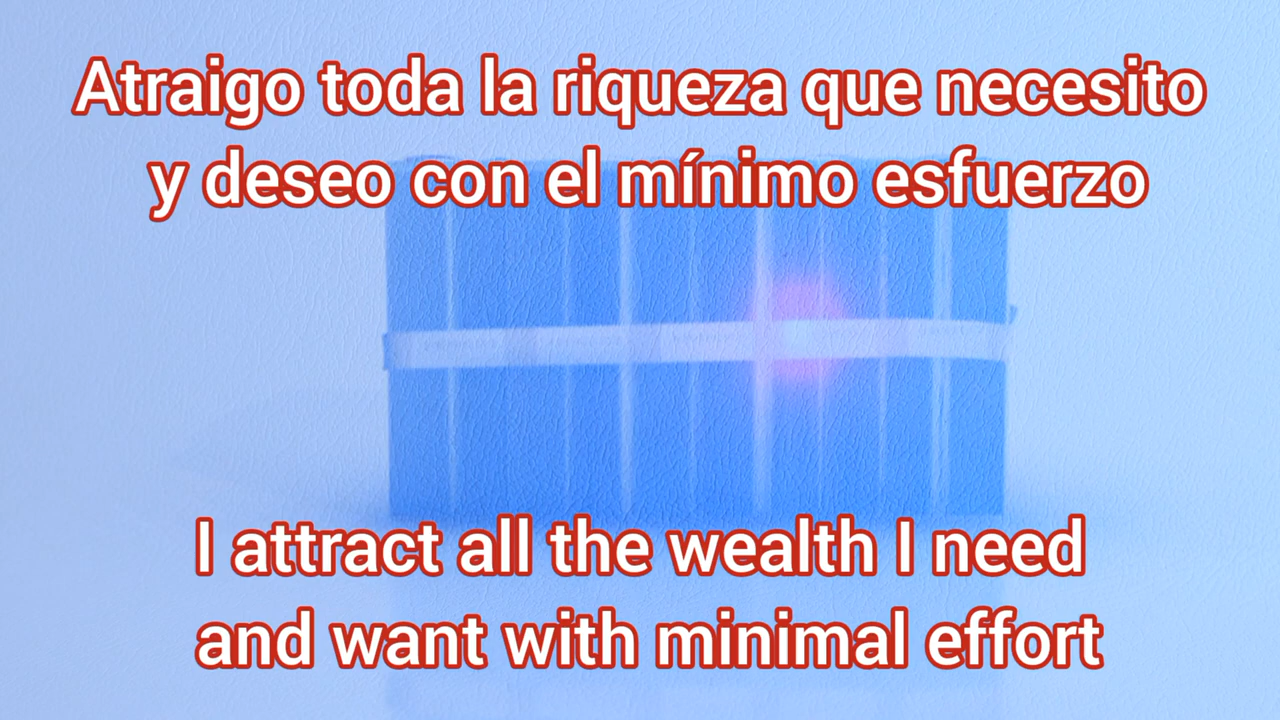 Atraigo toda la riqueza que necesito
y deseo con el mínimo esfuerzo
I attract all the wealth I need
and want with minimal effort